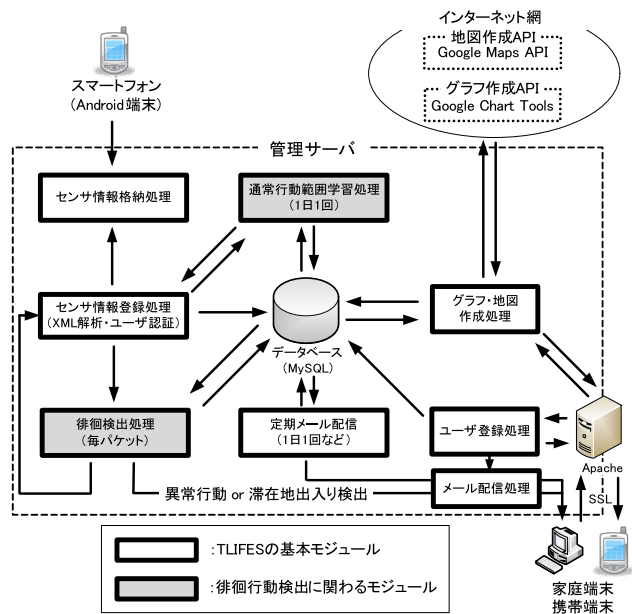 インターネット網
地図作成API
Google Maps API
グラフ作成API
Google Chart Tools
スマートフォン
(Android端末)
管理サーバ
センサ情報格納処理
通常行動範囲学習処理
(1日1回)
センサ情報登録処理
(XML解析・ユーザ認証)
グラフ・地図
作成処理
データベース
(MySQL)
徘徊検出処理
(毎パケット)
定期メール配信
(1日1回など)
ユーザ登録処理
Apache
異常行動 or 滞在地出入り検出
メール配信処理
SSL
:TLIFESの基本モジュール
:徘徊行動検出に関わるモジュール
家庭端末
携帯端末